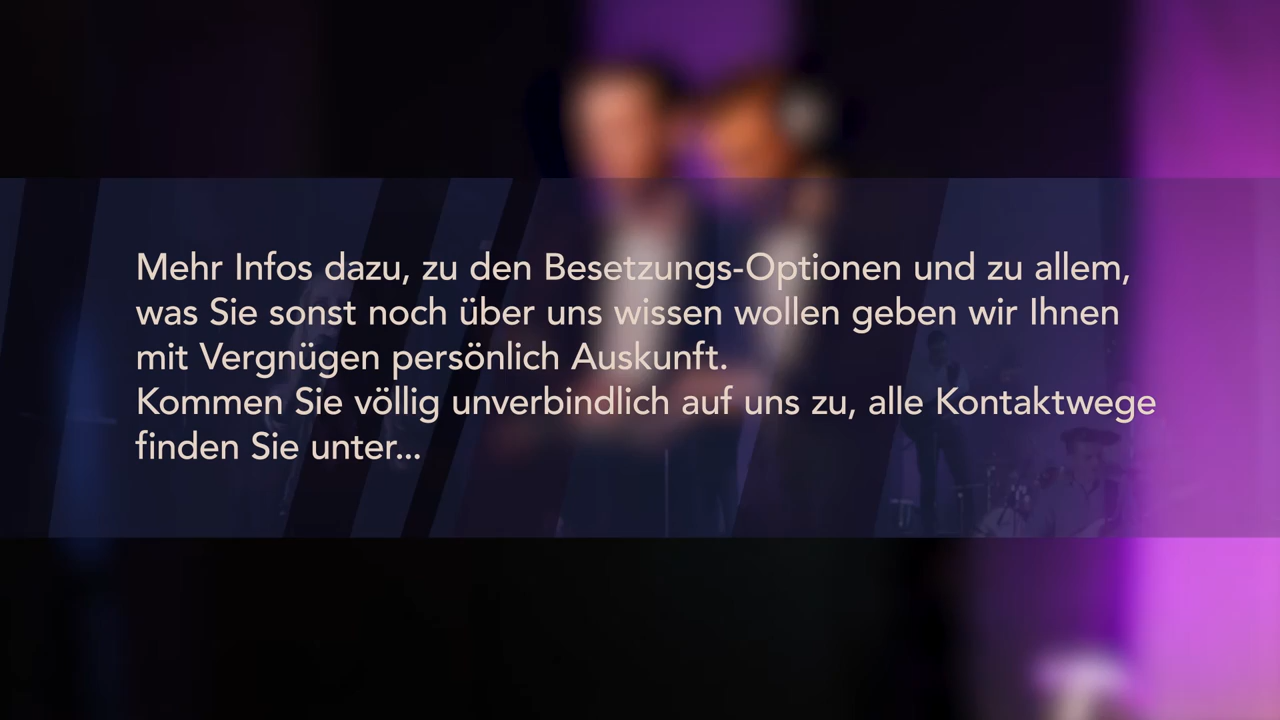 Mehr Infos dazu, zu den Besetzungs-Optionen und zu allem,
was Sie sonst noch über uns wissen wollen geben wir Ihnen
mit Vergnügen persönlich Auskunft.
Kommen Sie völlig unverbindlich auf uns zu, alle Kontaktwege
finden Sie unter...